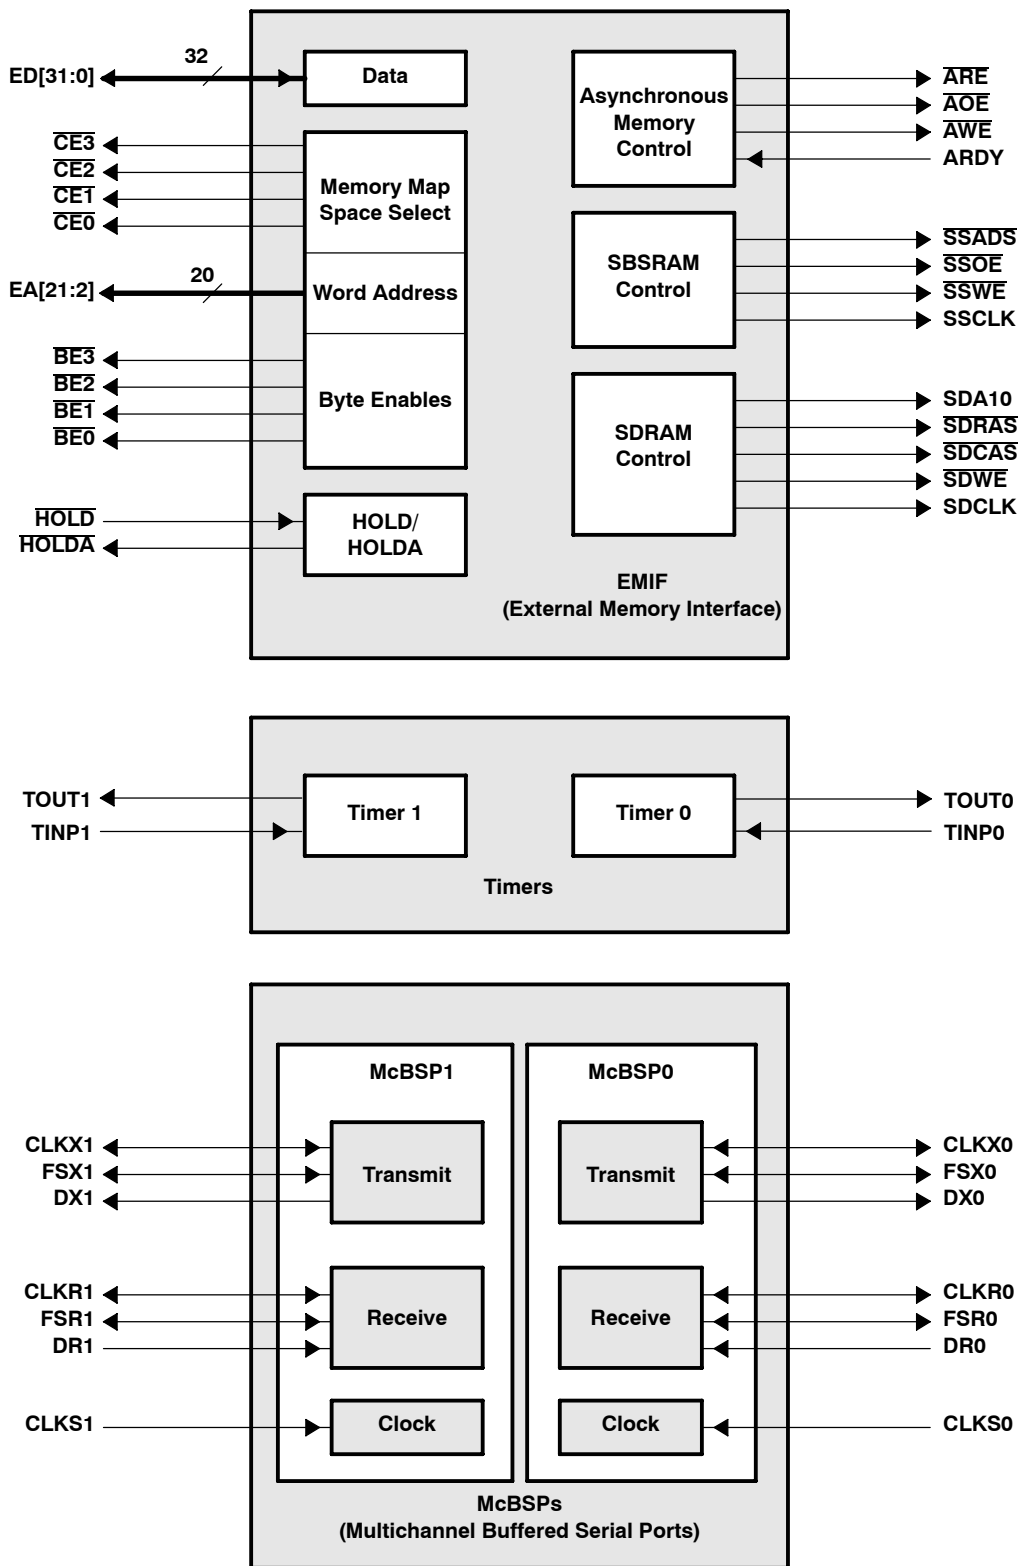 32
ED[31:0]
Data
CE3
CE2
CE1
CE0
Memory Map
Space Select
20
EA[21:2]
Word Address
BE3
BE2
BE1
BE0
Byte Enables
HOLD
HOLDA
HOLD/
HOLDA
Asynchronous
Memory
Control
ARE
AOE
AWE
ARDY
SBSRAM
Control
SSADS
SSOE
SSWE
SSCLK
SDRAM
Control
SDA10
SDRAS
SDCAS
SDWE
SDCLK
EMIF
(External Memory Interface)
TOUT1
TINP1
Timer 1
Timer 0
TOUT0
TINP0
Timers
McBSP1
McBSP0
CLKX1
FSX1
DX1
Transmit
Transmit
CLKX0
FSX0
DX0
CLKR1
FSR1
DR1
Receive
Receive
CLKR0
FSR0
DR0
CLKS1
Clock
Clock
CLKS0
McBSPs
(Multichannel Buffered Serial Ports)